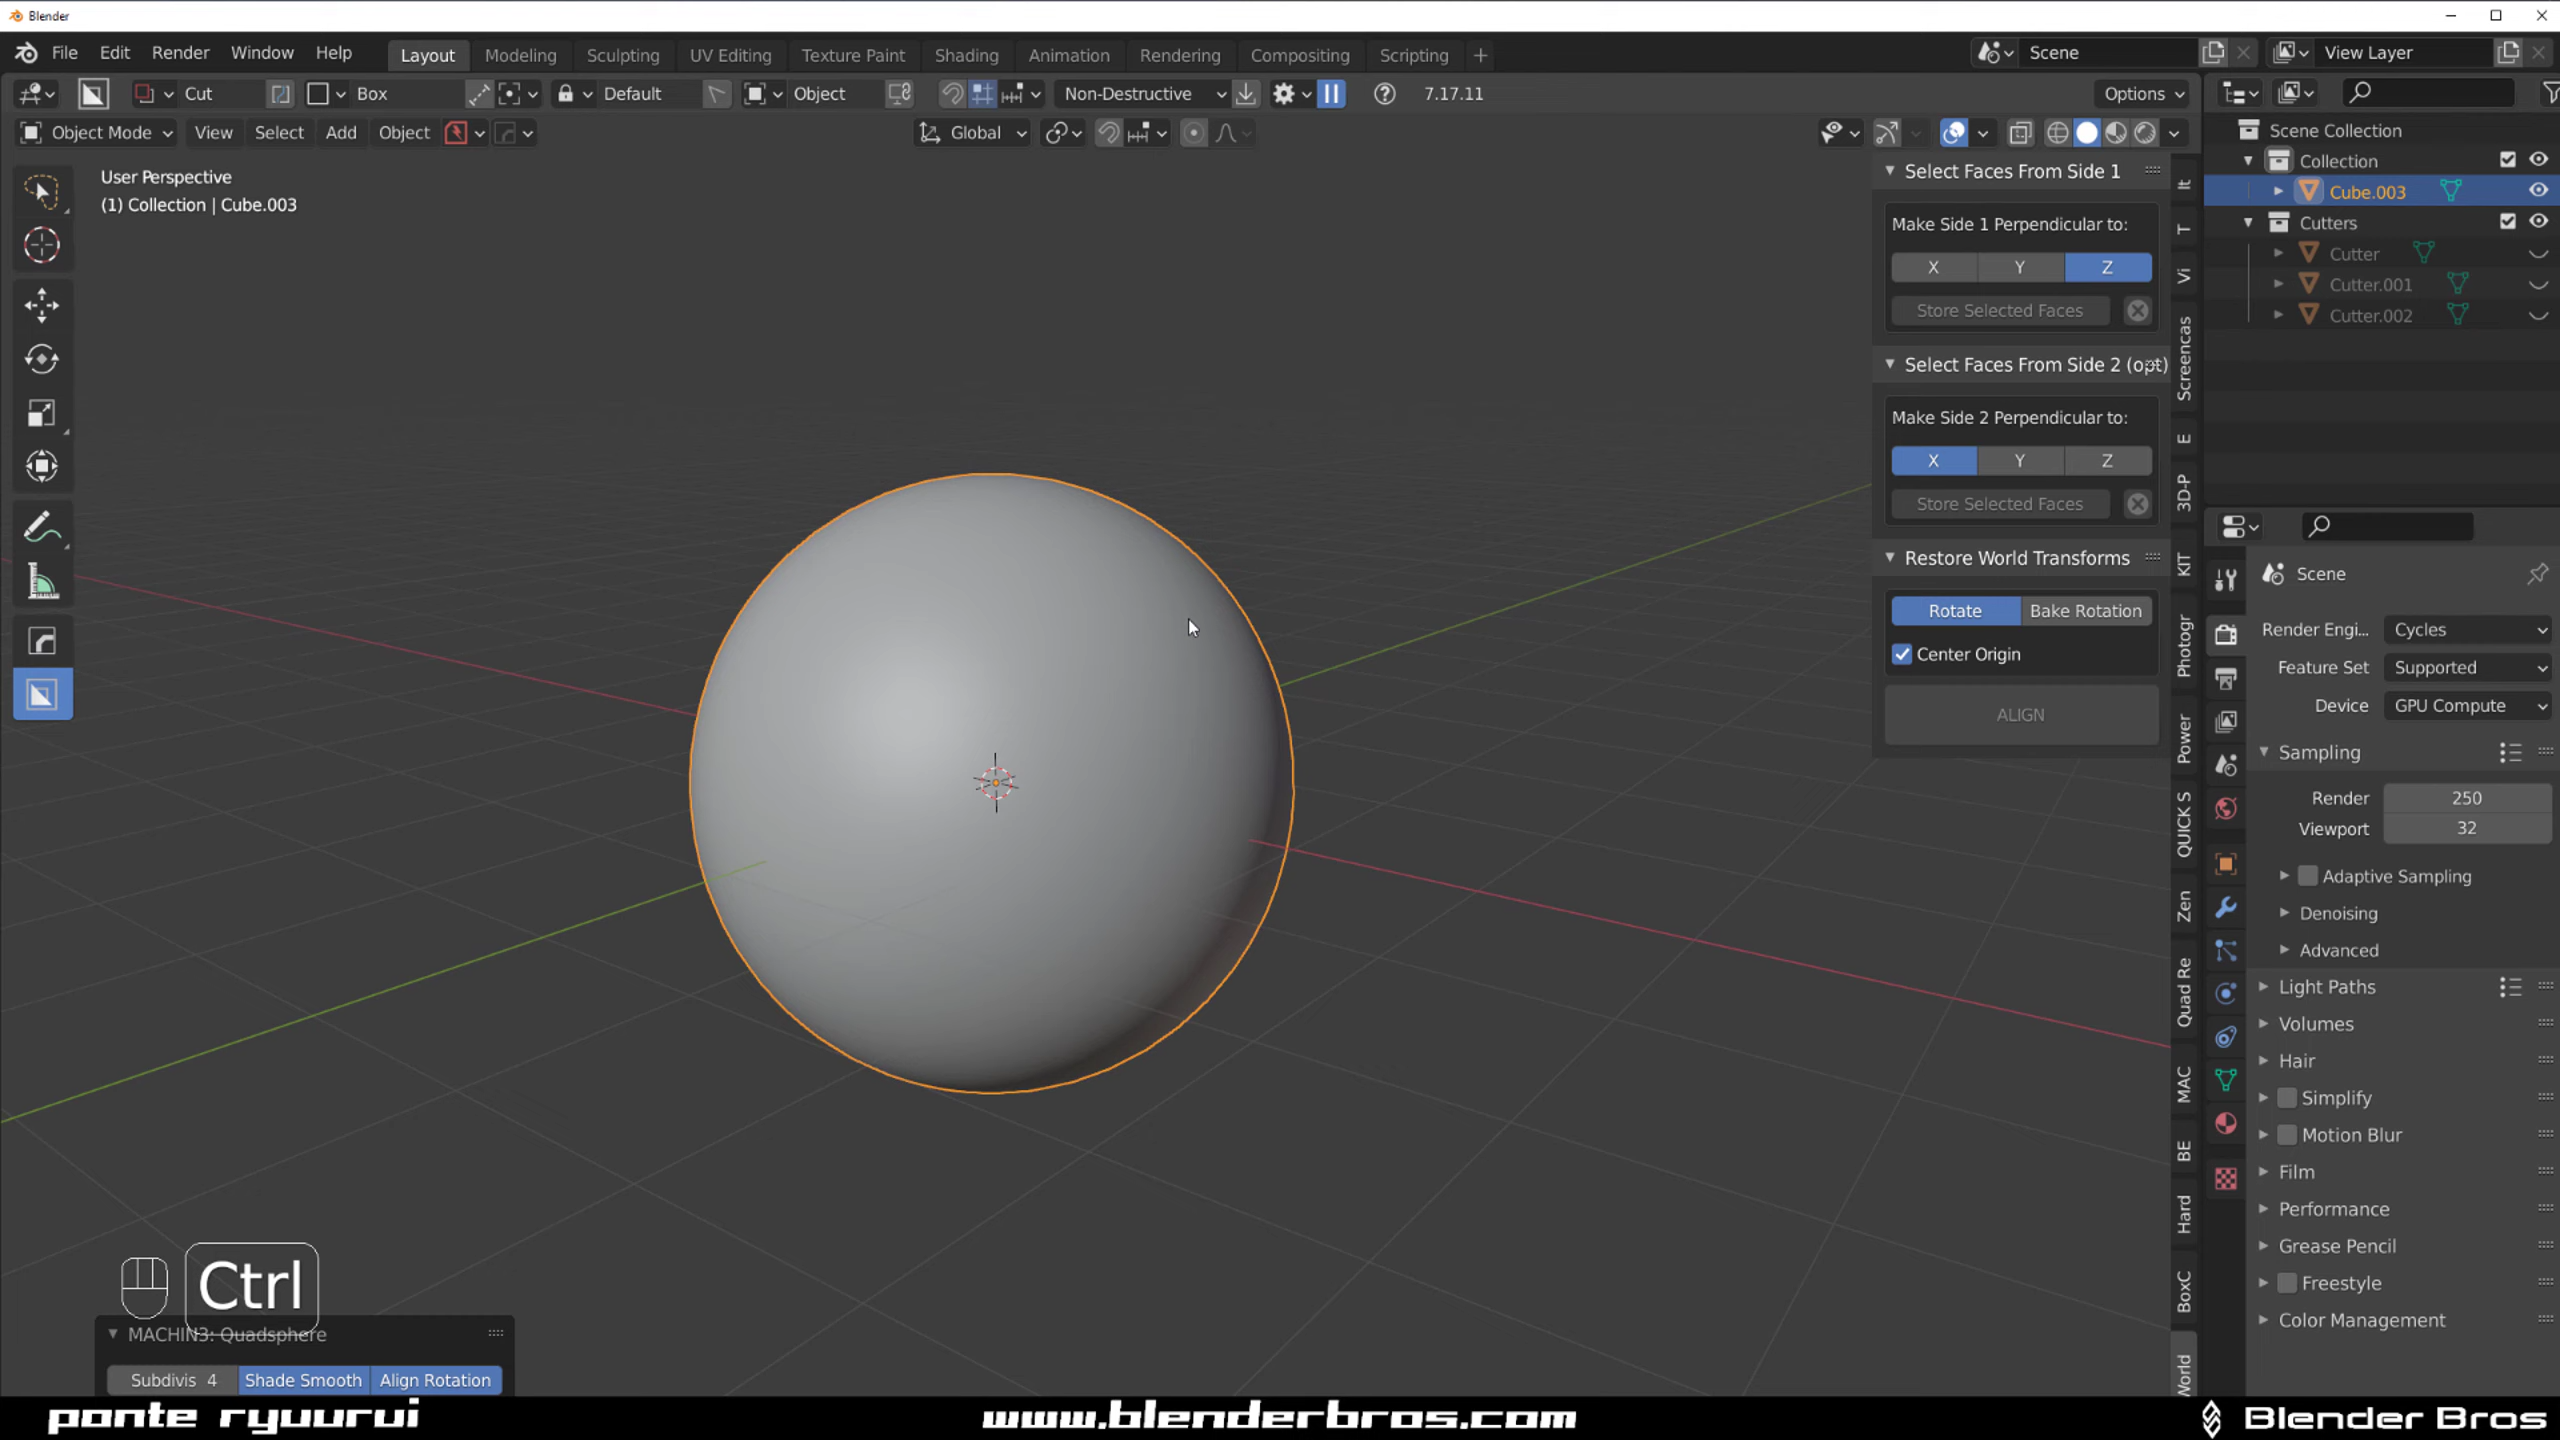 Blender
File Edit Render Window Help
Layout Modeling Sculpting UV Editing Texture Paint Shading Animation Rendering Compositing Scripting +
Scene
View Layer
Cut Box Default Object Non-Destructive 7.17.11 Options
Object Mode View Select Add Object Global
User Perspective
(1) Collection | Cube.003
Select Faces From Side 1
Make Side 1 Perpendicular to:
X Y Z
Store Selected Faces
Select Faces From Side 2 (opt)
Make Side 2 Perpendicular to:
X Y Z
Store Selected Faces
Restore World Transforms
Rotate Bake Rotation
Center Origin
ALIGN
It
T
Vi
Screencas
E
3D-P
KIT
Photogr
Power
QUICK S
Zen
Quad Re
MAC
BE
Hard
BoxC
World
Scene Collection
Collection
Cube.003
Cutters
Cutter
Cutter.001
Cutter.002
Scene
Render Engi... Cycles
Feature Set Supported
Device GPU Compute
Sampling
Render 250
Viewport 32
Adaptive Sampling
Denoising
Advanced
Light Paths
Volumes
Hair
Simplify
Motion Blur
Film
Performance
Grease Pencil
Freestyle
Color Management
Ctrl
MACHIN3: Quadsphere
Subdivis 4 Shade Smooth Align Rotation
ponte ryuurui
www.blenderbros.com
Blender Bros